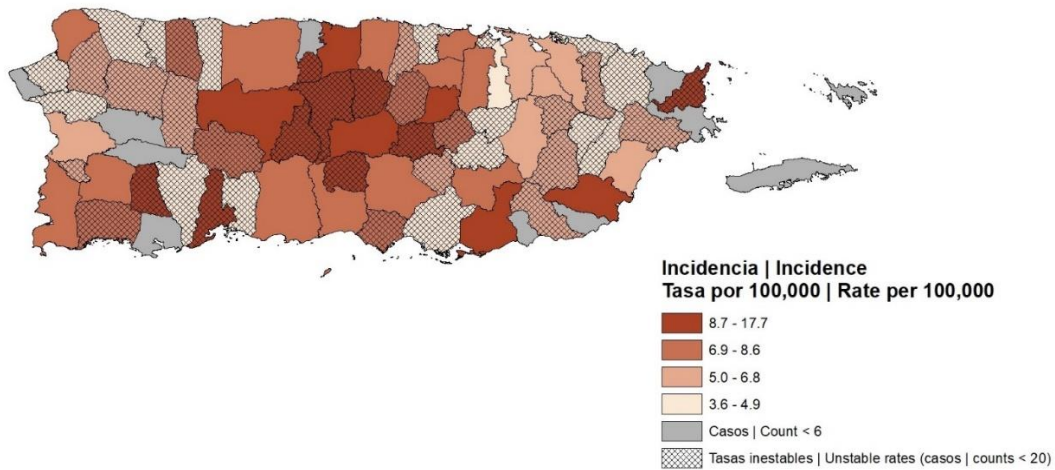 Incidencia | Incidence
Tasa por 100,000 | Rate per 100,000
8.7 - 17.7
6.9 - 8.6
5.0 - 6.8
3.6 - 4.9
Casos | Count < 6
Tasas inestables | Unstable rates (casos | counts < 20)